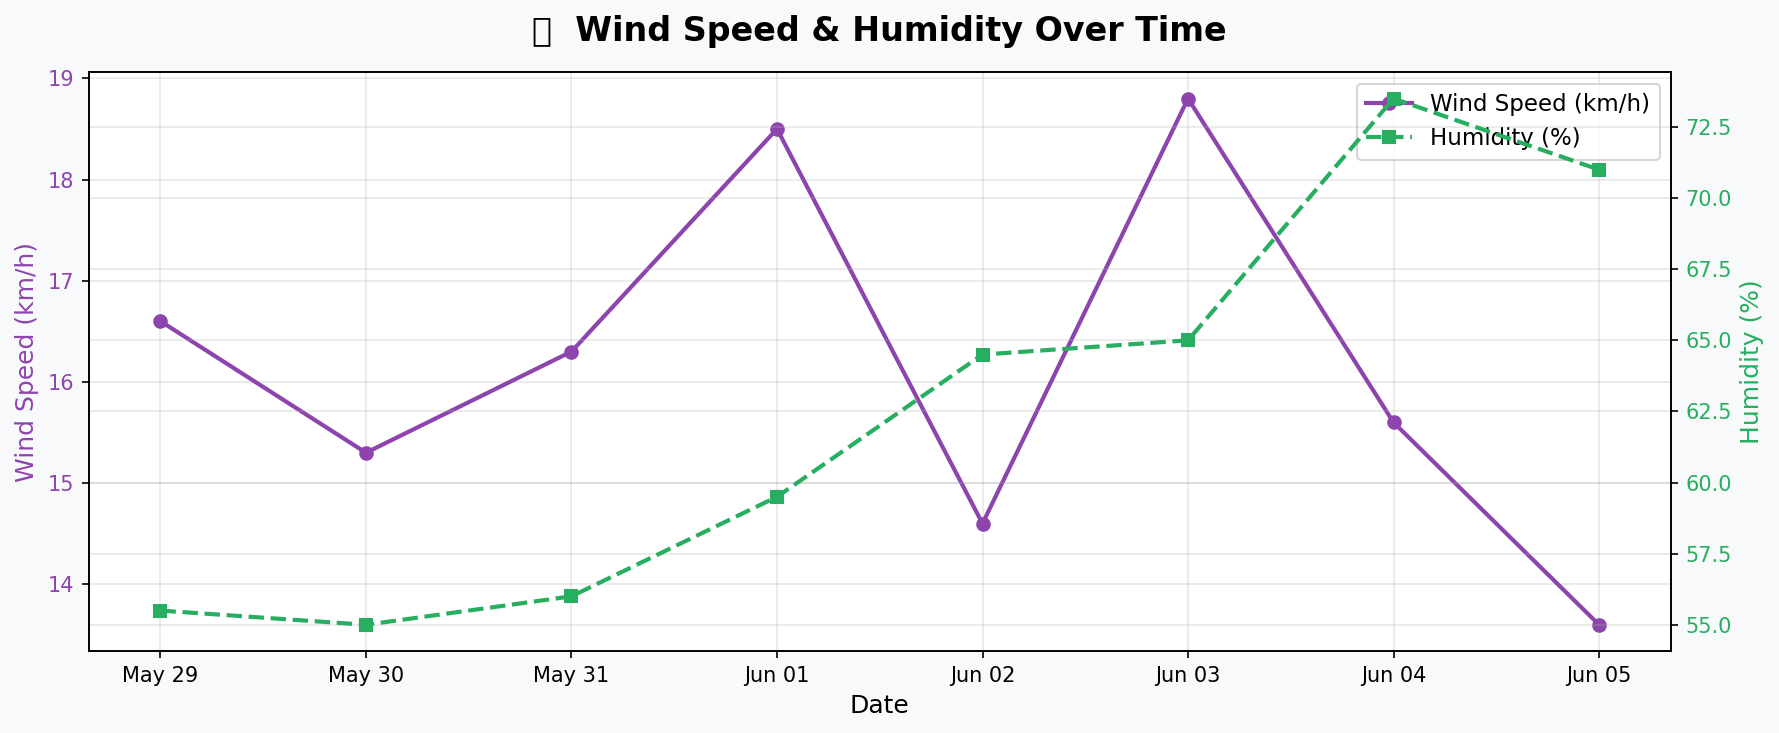 Wind Speed & Humidity Over Time
Wind Speed (km/h)
19
18
17
16
15
14
Wind Speed (km/h)
Humidity (%)
72.5
70.0
67.5
65.0
62.5
60.0
57.5
55.0
Humidity (%)
May 29 May 30 May 31 Jun 01 Jun 02 Jun 03 Jun 04 Jun 05
Date